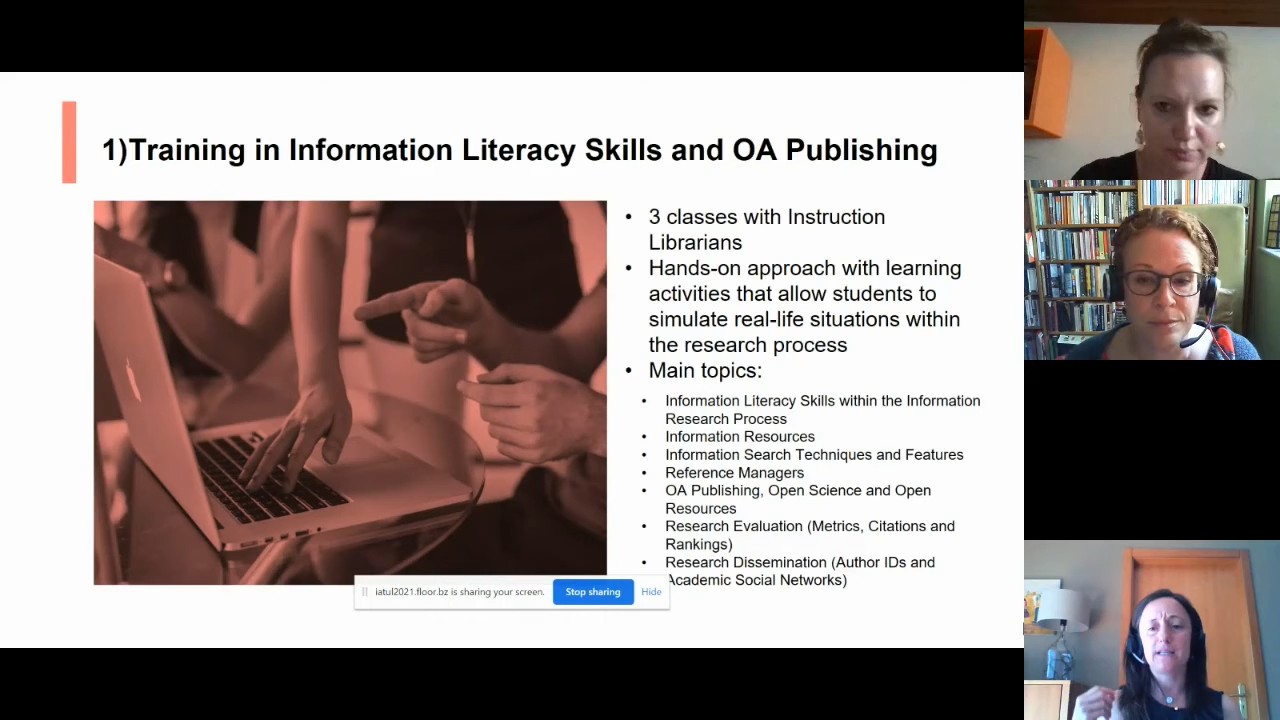 1)Training in Information Literacy Skills and OA Publishing
• 3 classes with Instruction
Librarians
• Hands-on approach with learning
activities that allow students to
simulate real-life situations within
the research process
• Main topics:
• Information Literacy Skills within the Information
Research Process
• Information Resources
• Information Search Techniques and Features
• Reference Managers
• OA Publishing, Open Science and Open
Resources
• Research Evaluation (Metrics, Citations and
Rankings)
• Research Dissemination (Author IDs and
Academic Social Networks)
iatul2021.floor.bz is sharing your screen.
Stop sharing
Hide